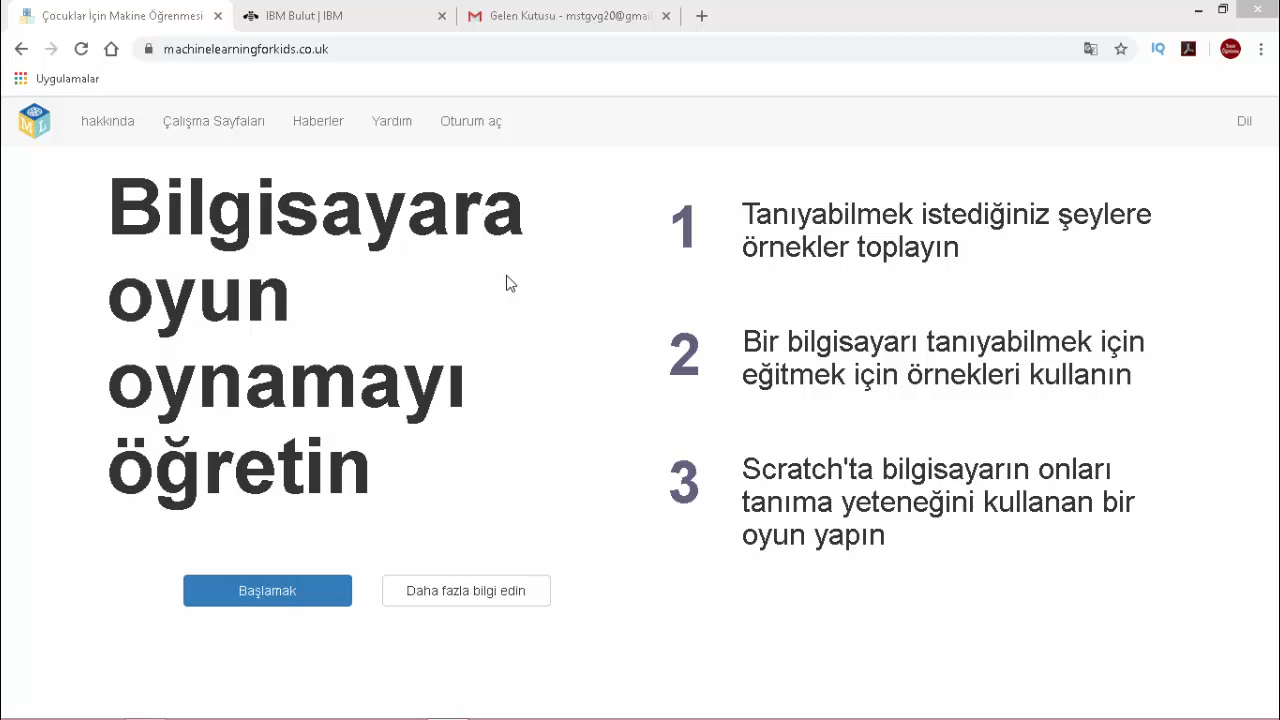 Çocuklar İçin Makine Öğrenmesi
IBM Bulut | IBM
Gelen Kutusu - mstgvg20@gmail
machinelearningforkids.co.uk
IQ
Uygulamalar
ML
hakkında
Çalışma Sayfaları
Haberler
Yardım
Oturum aç
Dil
Bilgisayara
oyun
oynamayı
öğretin
Başlamak
Daha fazla bilgi edin
1
Tanıyabilmek istediğiniz şeylere
örnekler toplayın
2
Bir bilgisayarı tanıyabilmek için
eğitmek için örnekleri kullanın
3
Scratch'ta bilgisayarın onları
tanıma yeteneğini kullanan bir
oyun yapın